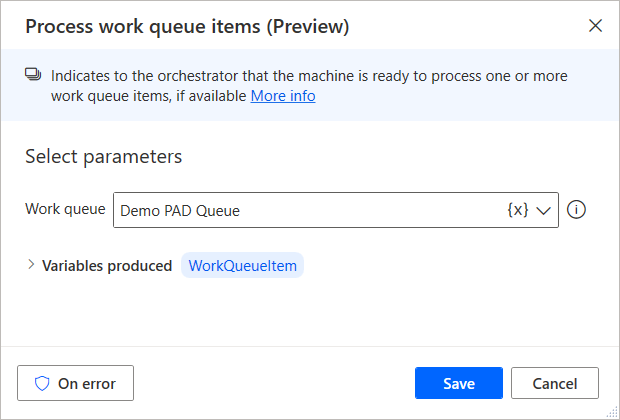 Process work queue items (Preview)
Indicates to the orchestrator that the machine is ready to process one or more
work queue items, if available More info
Select parameters
Work queue Demo PAD Queue {x}
Variables produced WorkQueueItem
On error Save Cancel